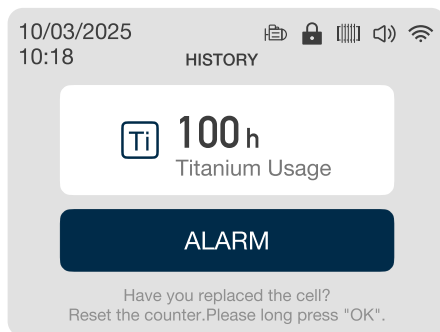 10/03/2025
10:18
HISTORY
Ti
100 h
Titanium Usage
ALARM
Have you replaced the cell?
Reset the counter.Please long press "OK".